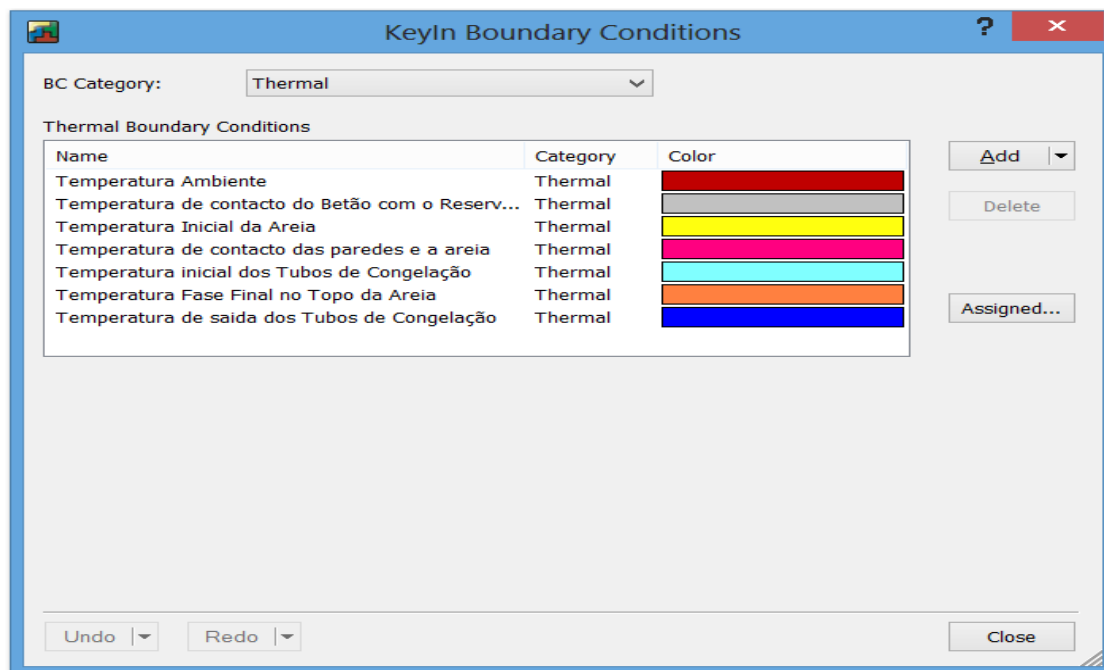 KeyIn Boundary Conditions ? ×
BC Category: Thermal
Thermal Boundary Conditions
Name Category Color
Add
Temperatura Ambiente Thermal
Temperatura de contacto do Betão com o Reserv... Thermal
Delete
Temperatura Inicial da Areia Thermal
Temperatura de contacto das paredes e a areia Thermal
Temperatura inicial dos Tubos de Congelação Thermal
Temperatura Fase Final no Topo da Areia Thermal
Assigned...
Temperatura de saida dos Tubos de Congelação Thermal
Undo Redo Close